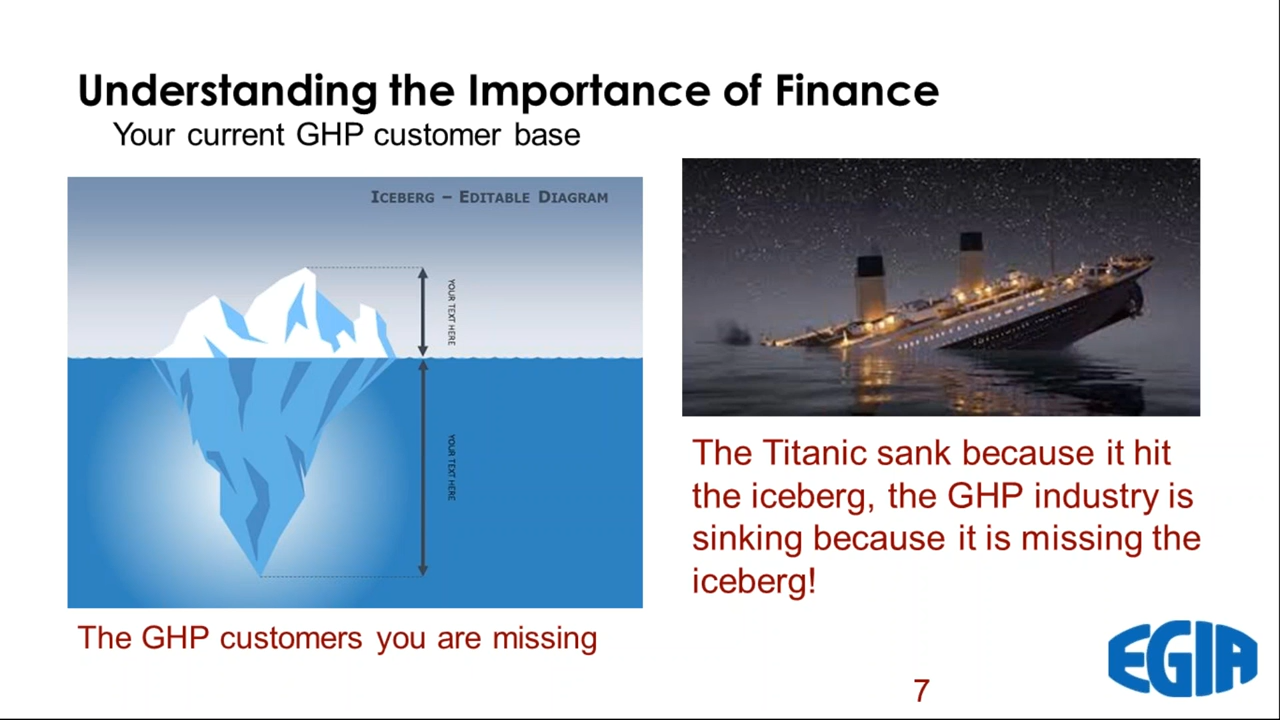 Understanding the Importance of Finance
Your current GHP customer base
ICEBERG – EDITABLE DIAGRAM
YOUR TEXT HERE
YOUR TEXT HERE
The GHP customers you are missing
The Titanic sank because it hit
the iceberg, the GHP industry is
sinking because it is missing the
iceberg!
EGIA
7